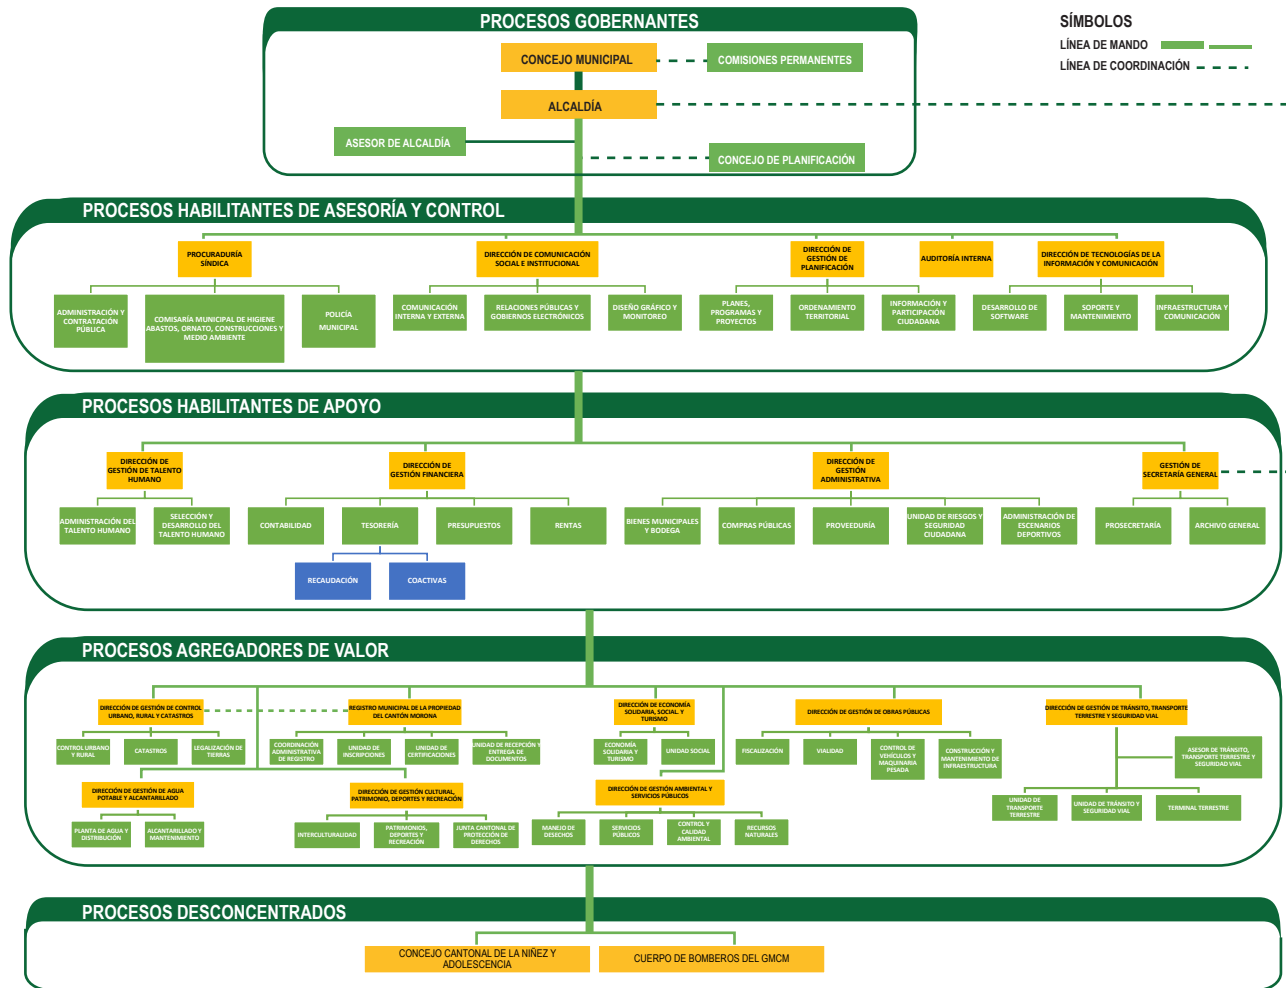 PROCESOS GOBERNANTES
CONCEJO MUNICIPAL
COMISIONES PERMANENTES
ALCALDÍA
ASESOR DE ALCALDÍA
CONCEJO DE PLANIFICACIÓN
SÍMBOLOS
LÍNEA DE MANDO
LÍNEA DE COORDINACIÓN
PROCESOS HABILITANTES DE ASESORÍA Y CONTROL
PROCURADURÍA
SÍNDICA
DIRECCIÓN DE COMUNICACIÓN
SOCIAL E INSTITUCIONAL
DIRECCIÓN DE
GESTIÓN DE
PLANIFICACIÓN
AUDITORÍA INTERNA
DIRECCIÓN DE TECNOLOGÍAS DE LA
INFORMACIÓN Y COMUNICACIÓN
ADMINISTRACIÓN Y
CONTRATACIÓN
PÚBLICA
COMISARÍA MUNICIPAL DE HIGIENE
ABASTOS, ORNATO, CONSTRUCCIONES Y
MEDIO AMBIENTE
POLICÍA
MUNICIPAL
COMUNICACIÓN
INTERNA Y EXTERNA
RELACIONES PÚBLICAS Y
GOBIERNOS ELECTRÓNICOS
DISEÑO GRÁFICO Y
MONITOREO
PLANES,
PROGRAMAS Y
PROYECTOS
ORDENAMIENTO
TERRITORIAL
INFORMACIÓN Y
PARTICIPACIÓN
CIUDADANA
DESARROLLO DE
SOFTWARE
SOPORTE Y
MANTENIMIENTO
INFRAESTRUCTURA Y
COMUNICACIÓN
PROCESOS HABILITANTES DE APOYO
DIRECCIÓN DE
GESTIÓN DE TALENTO
HUMANO
DIRECCIÓN DE
GESTIÓN FINANCIERA
DIRECCIÓN DE
GESTIÓN
ADMINISTRATIVA
GESTIÓN DE
SECRETARÍA GENERAL
ADMINISTRACIÓN DEL
TALENTO HUMANO
SELECCIÓN Y
DESARROLLO DEL
TALENTO HUMANO
CONTABILIDAD
TESORERÍA
PRESUPUESTOS
RENTAS
BIENES MUNICIPALES
Y BODEGA
COMPRAS PÚBLICAS
PROVEEDURÍA
UNIDAD DE RIESGOS Y
SEGURIDAD
CIUDADANA
ADMINISTRACIÓN DE
ESCENARIOS
DEPORTIVOS
PROSECRETARÍA
ARCHIVO GENERAL
RECAUDACIÓN
COACTIVAS
PROCESOS AGREGADORES DE VALOR
DIRECCIÓN DE GESTIÓN DE CONTROL
URBANO, RURAL Y CATASTROS
REGISTRO MUNICIPAL DE LA PROPIEDAD
DEL CANTÓN MORONA
DIRECCIÓN DE ECONOMÍA
SOLIDARIA, SOCIAL. Y
TURISMO
DIRECCIÓN DE GESTIÓN DE OBRAS PÚBLICAS
DIRECCIÓN DE GESTIÓN DE TRÁNSITO, TRANSPORTE
TERRESTRE Y SEGURIDAD VIAL
CONTROL URBANO
Y RURAL
CATASTROS
LEGALIZACIÓN DE
TIERRAS
COORDINACIÓN
ADMINISTRATIVA
DE REGISTRO
UNIDAD DE
INSCRIPCIONES
UNIDAD DE
CERTIFICACIONES
UNIDAD DE RECEPCIÓN Y
ENTREGA DE
DOCUMENTOS
ECONOMÍA
SOLIDARIA Y
TURISMO
UNIDAD SOCIAL
FISCALIZACIÓN
VIALIDAD
CONTROL DE
VEHÍCULOS Y
MAQUINARIA
PESADA
CONSTRUCCIÓN Y
MANTENIMIENTO DE
INFRAESTRUCTURA
ASESOR DE TRÁNSITO,
TRANSPORTE TERRESTRE Y
SEGURIDAD VIAL
DIRECCIÓN DE GESTIÓN DE AGUA
POTABLE Y ALCANTARILLADO
DIRECCIÓN DE GESTIÓN CULTURAL,
PATRIMONIO, DEPORTES Y RECREACIÓN
DIRECCIÓN DE GESTIÓN AMBIENTAL Y
SERVICIOS PÚBLICOS
UNIDAD DE
TRANSPORTE
TERRESTRE
UNIDAD DE TRÁNSITO Y
SEGURIDAD VIAL
TERMINAL TERRESTRE
PLANTA DE AGUA Y
DISTRIBUCIÓN
ALCANTARILLADO Y
MANTENIMIENTO
INTERCULTURALIDAD
PATRIMONIOS,
DEPORTES Y
RECREACIÓN
JUNTA CANTONAL DE
PROTECCIÓN DE
DERECHOS
MANEJO DE
DESECHOS
SERVICIOS
PÚBLICOS
CONTROL Y
CALIDAD
AMBIENTAL
RECURSOS
NATURALES
PROCESOS DESCONCENTRADOS
CONCEJO CANTONAL DE LA NIÑEZ Y
ADOLESCENCIA
CUERPO DE BOMBEROS DEL GMCM